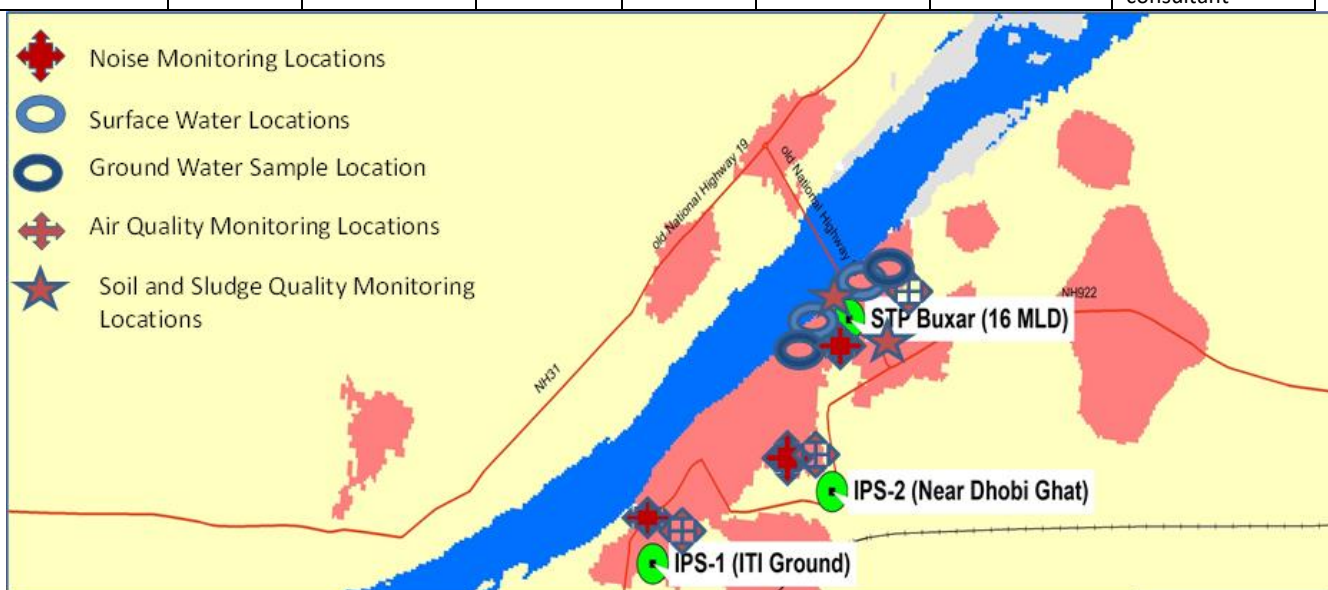 consultant
Noise Monitoring Locations
Surface Water Locations
Ground Water Sample Location
Air Quality Monitoring Locations
Soil and Sludge Quality Monitoring
Locations
old National Highway 19
old National Highway
NH922
STP Buxar (16 MLD)
NH31
IPS-2 (Near Dhobi Ghat)
IPS-1 (ITI Ground)